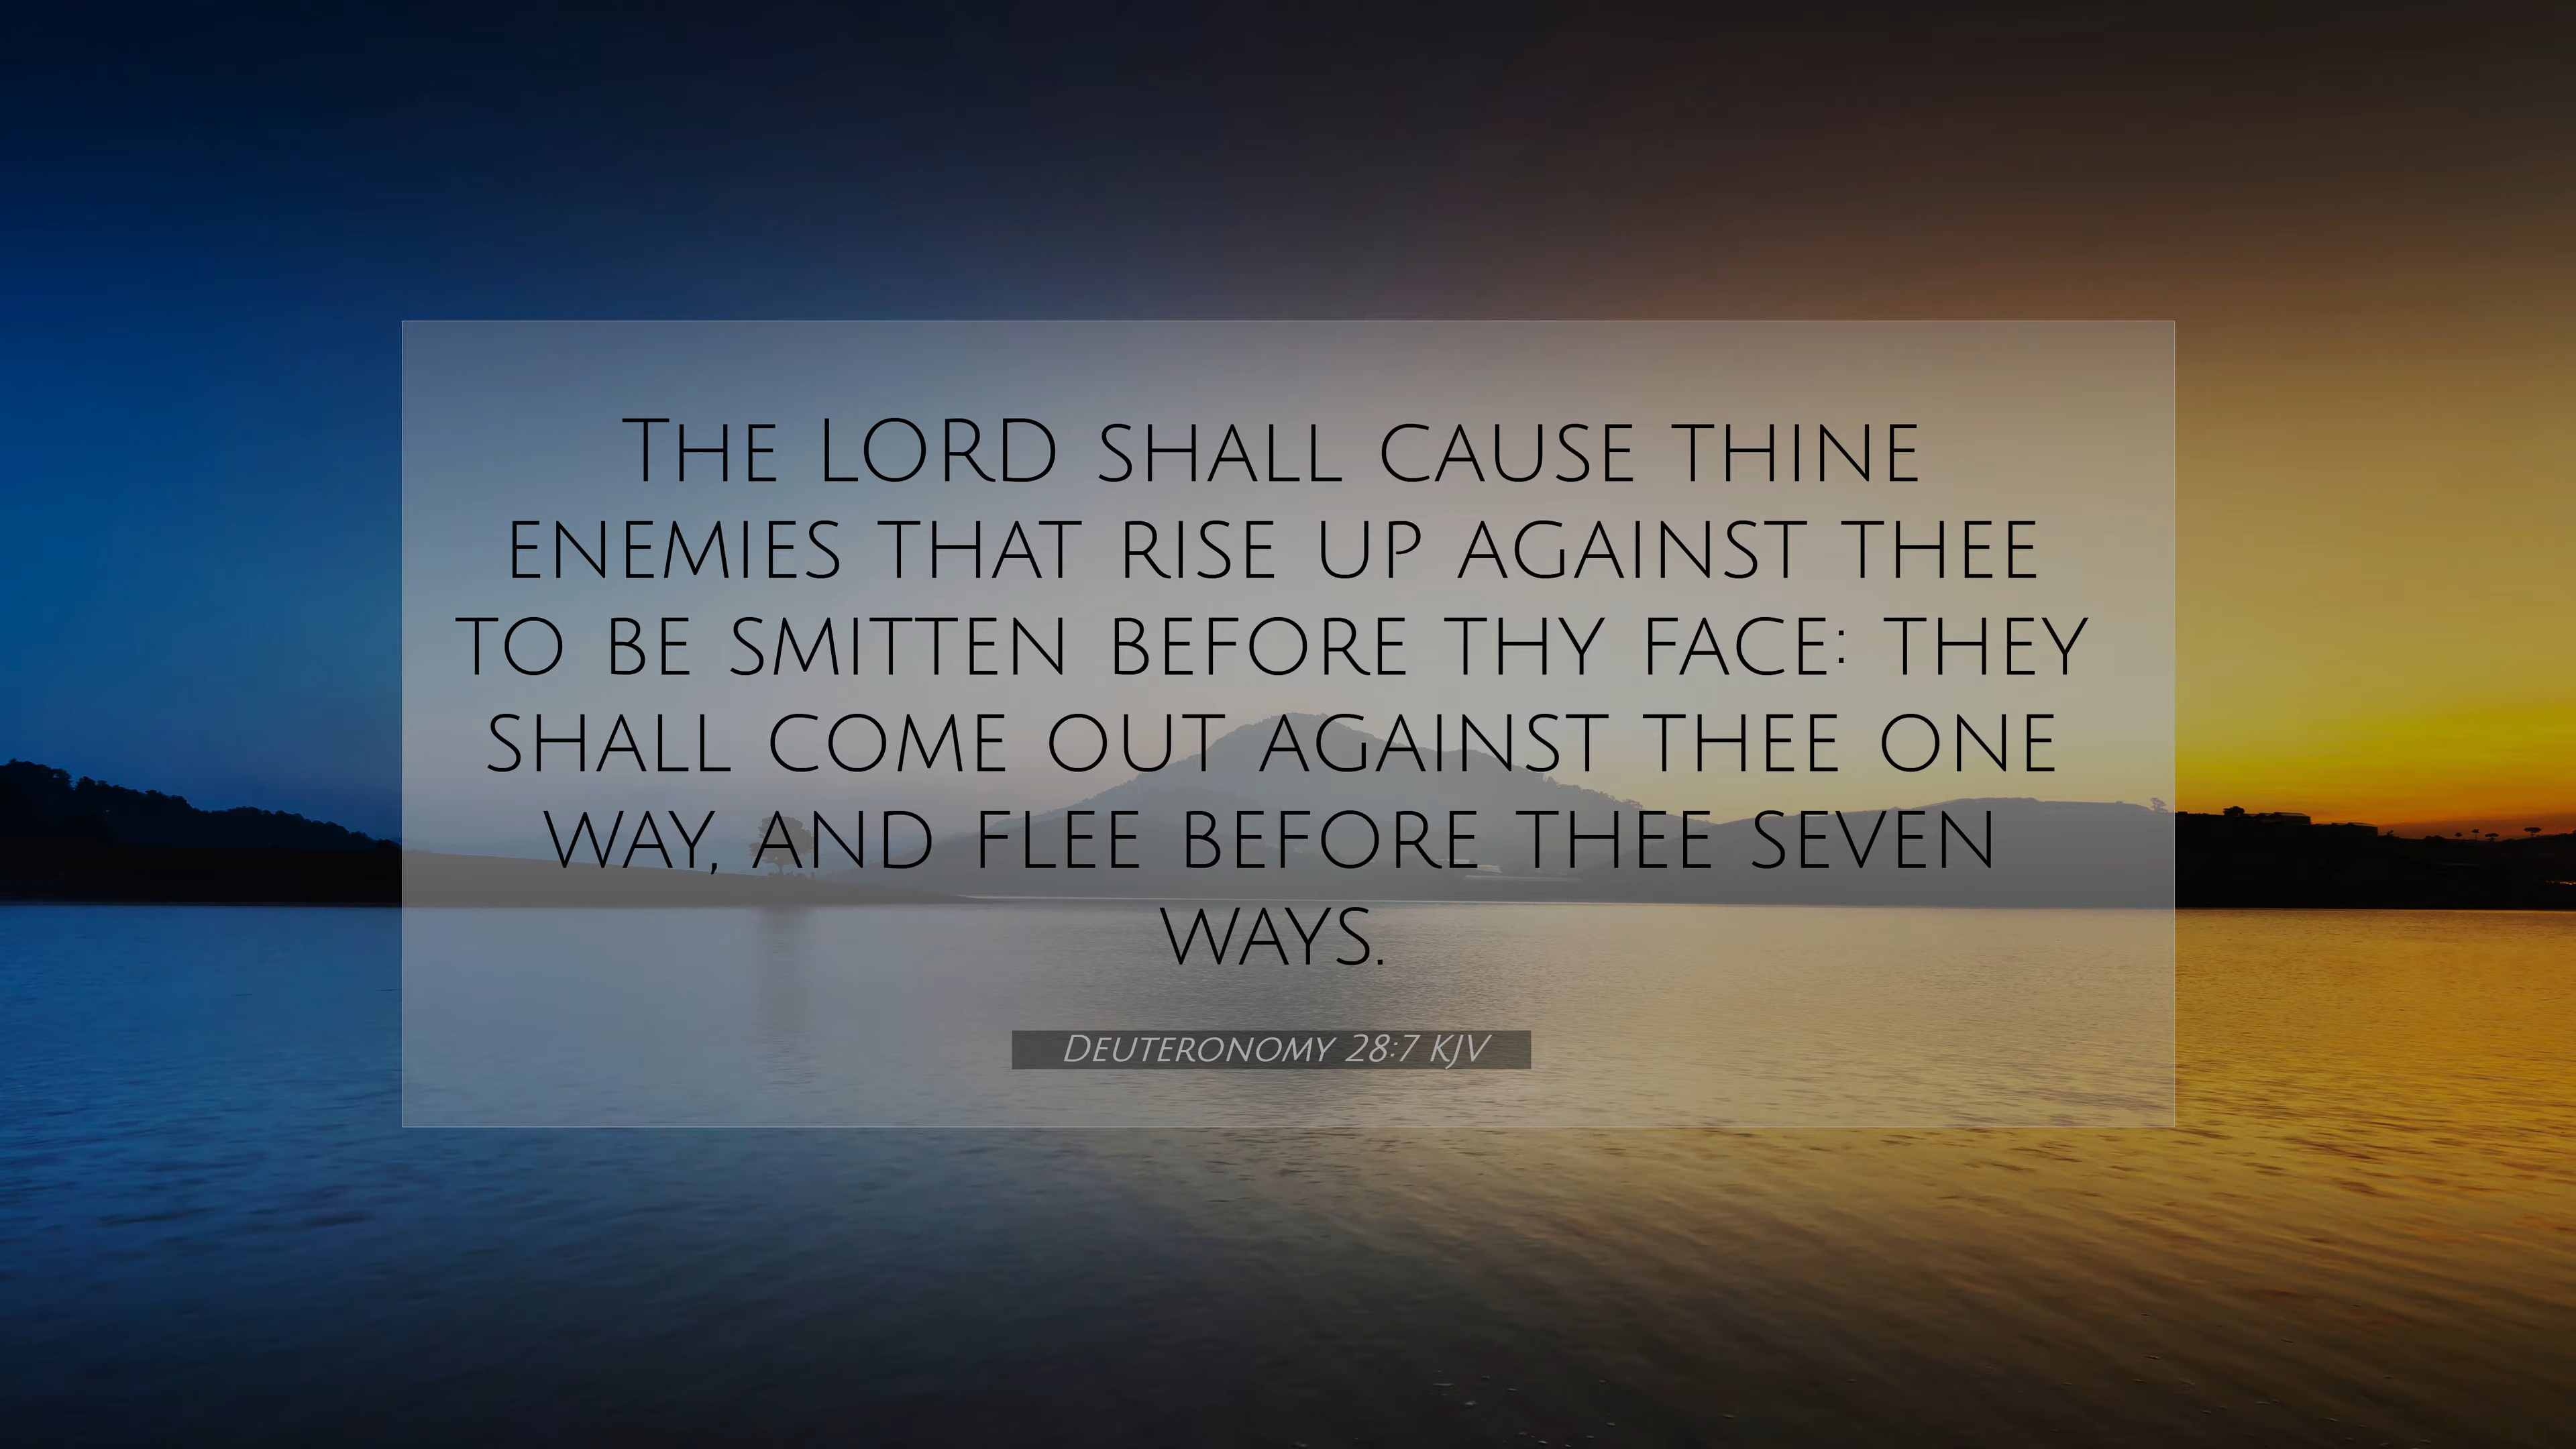 The LORD shall cause thine
enemies that rise up against thee
to be smitten before thy face: they
shall come out against thee one
way, and flee before thee seven
ways.
Deuteronomy 28:7 KJV